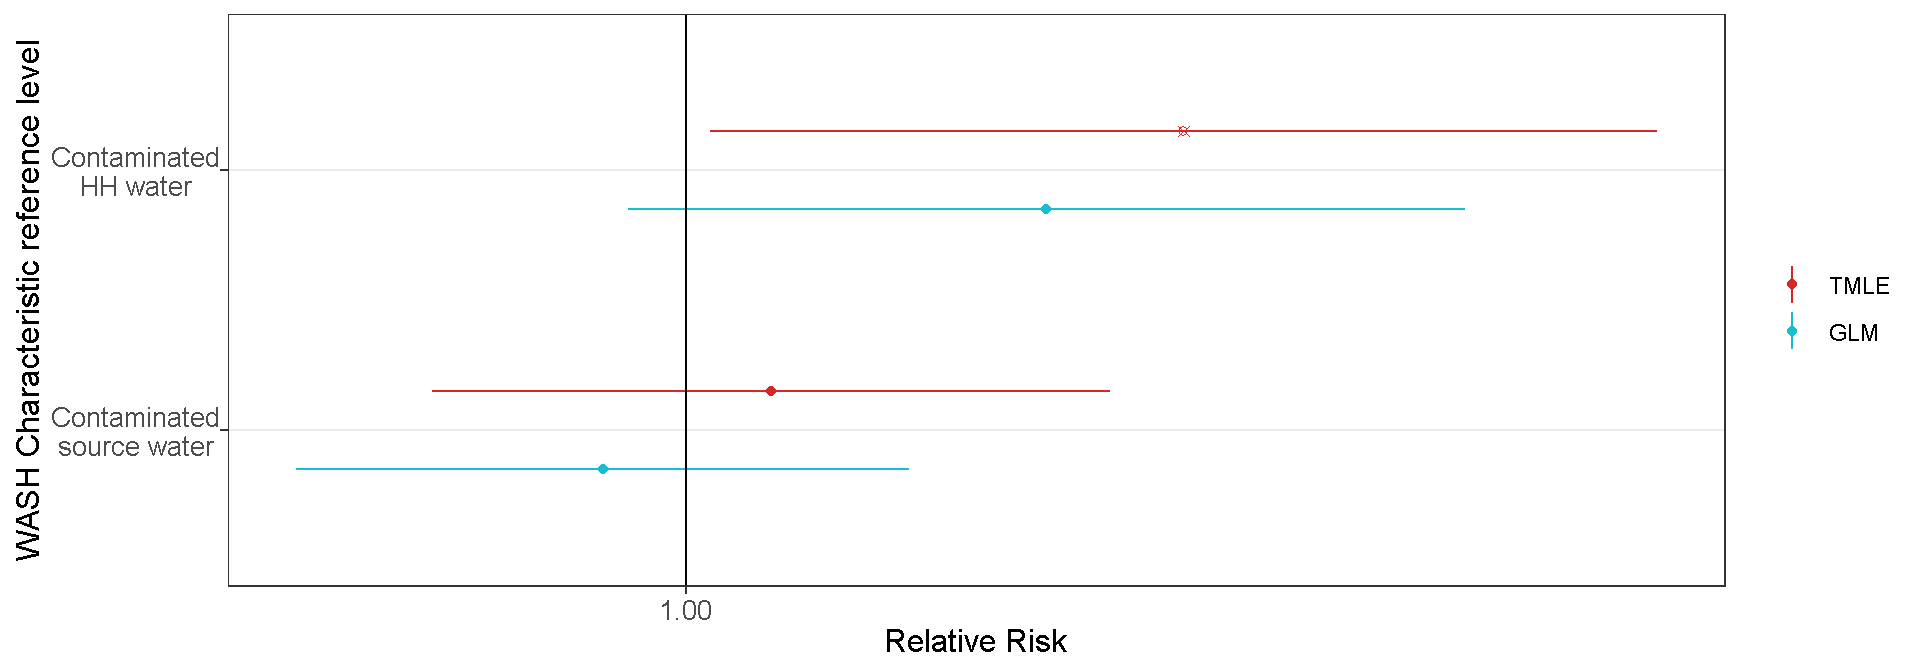 WASH Characteristic reference level
Contaminated
HH water
Contaminated
source water
1.00
Relative Risk
TMLE
GLM